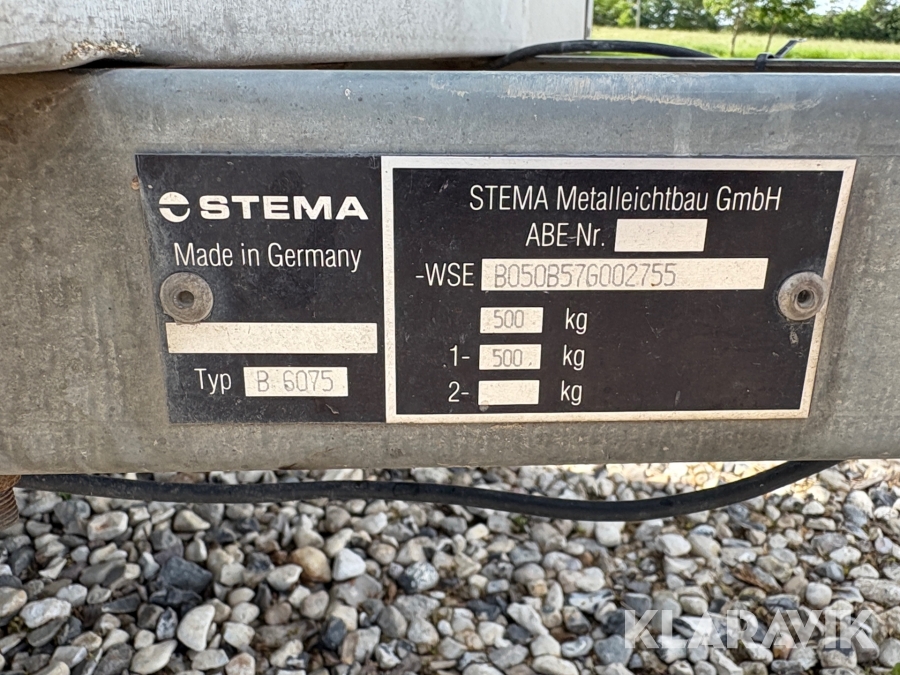 STEMA
Made in Germany
Typ B 6075
STEMA Metalleichtbau GmbH
ABE-Nr.
-WSE B050B57G002755
500 kg
1- 500. kg
2- kg
KLARAVIK